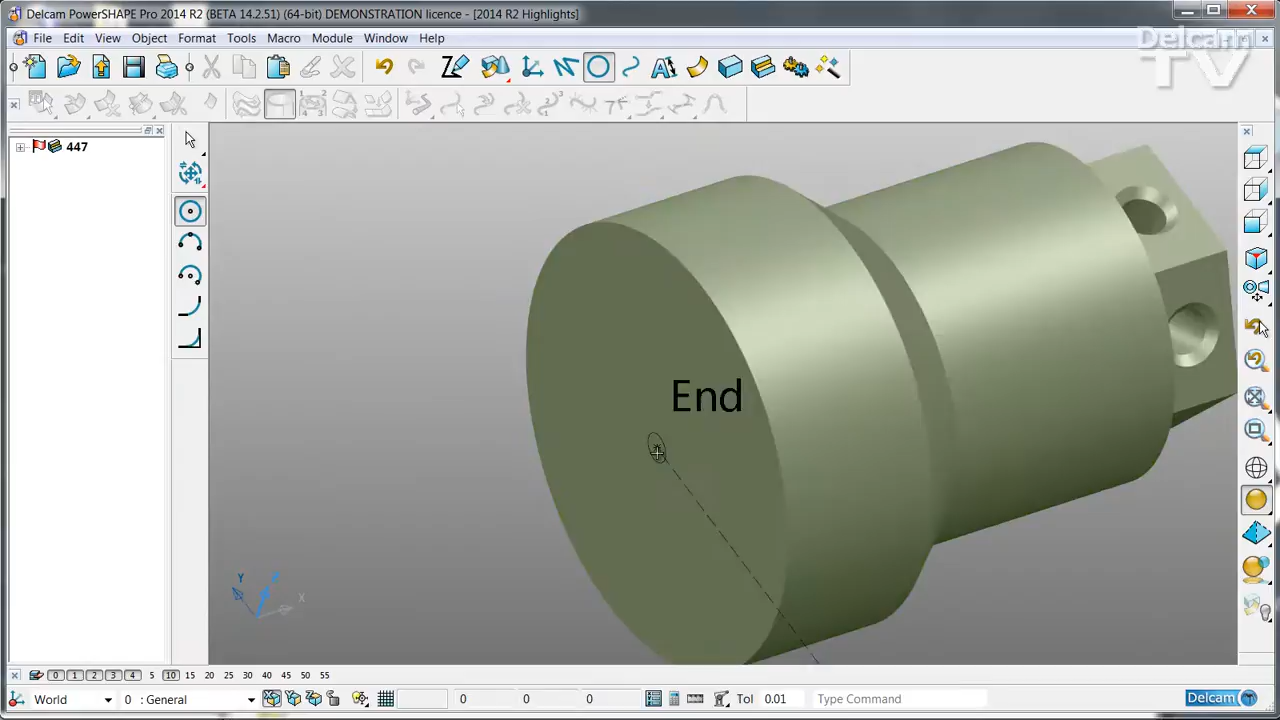 Delcam PowerSHAPE Pro 2014 R2 (BETA 14.2.51) (64-bit) DEMONSTRATION licence - [2014 R2 Highlights]
File Edit View Object Format Tools Macro Module Window Help
Delcam
TV
447
End
Y Z X
0 1 2 3 4 5 10 15 20 25 30 40 45 50 55
World 0 : General 0 0 0 Tol 0.01 Type Command Delcam